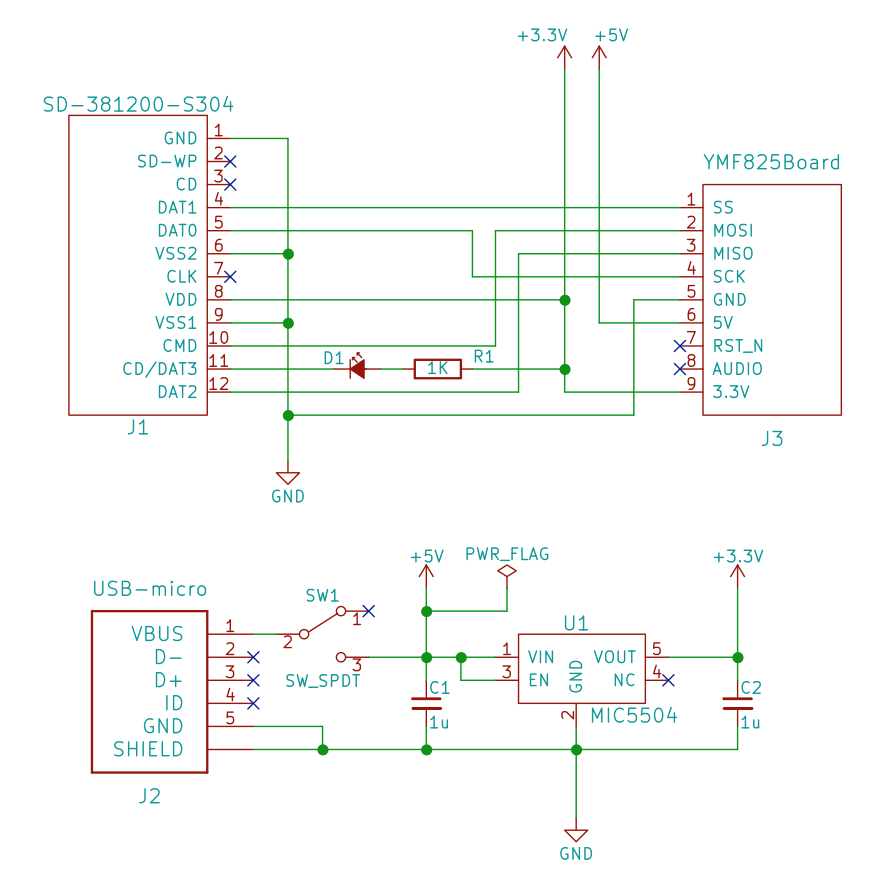 +3.3V +5V
SD-381200-S304
YMF825Board
GND 1
SD-WP 2
CD 3
DAT1 4
DAT0 5
VSS2 6
CLK 7
VDD 8
VSS1 9
CMD 10
CD/DAT3 11
DAT2 12
J1
1 SS
2 MOSI
3 MISO
4 SCK
5 GND
6 5V
7 RST_N
8 AUDIO
9 3.3V
J3
D1
1K
R1
GND
USB-micro
VBUS 1
D- 2
D+ 3
ID 4
GND 5
SHIELD
J2
SW1
1
2
3
SW_SPDT
+5V
PWR_FLAG
+3.3V
C1
1u
U1
1 VIN VOUT 5
3 EN GND NC 4
2
MIC5504
C2
1u
GND